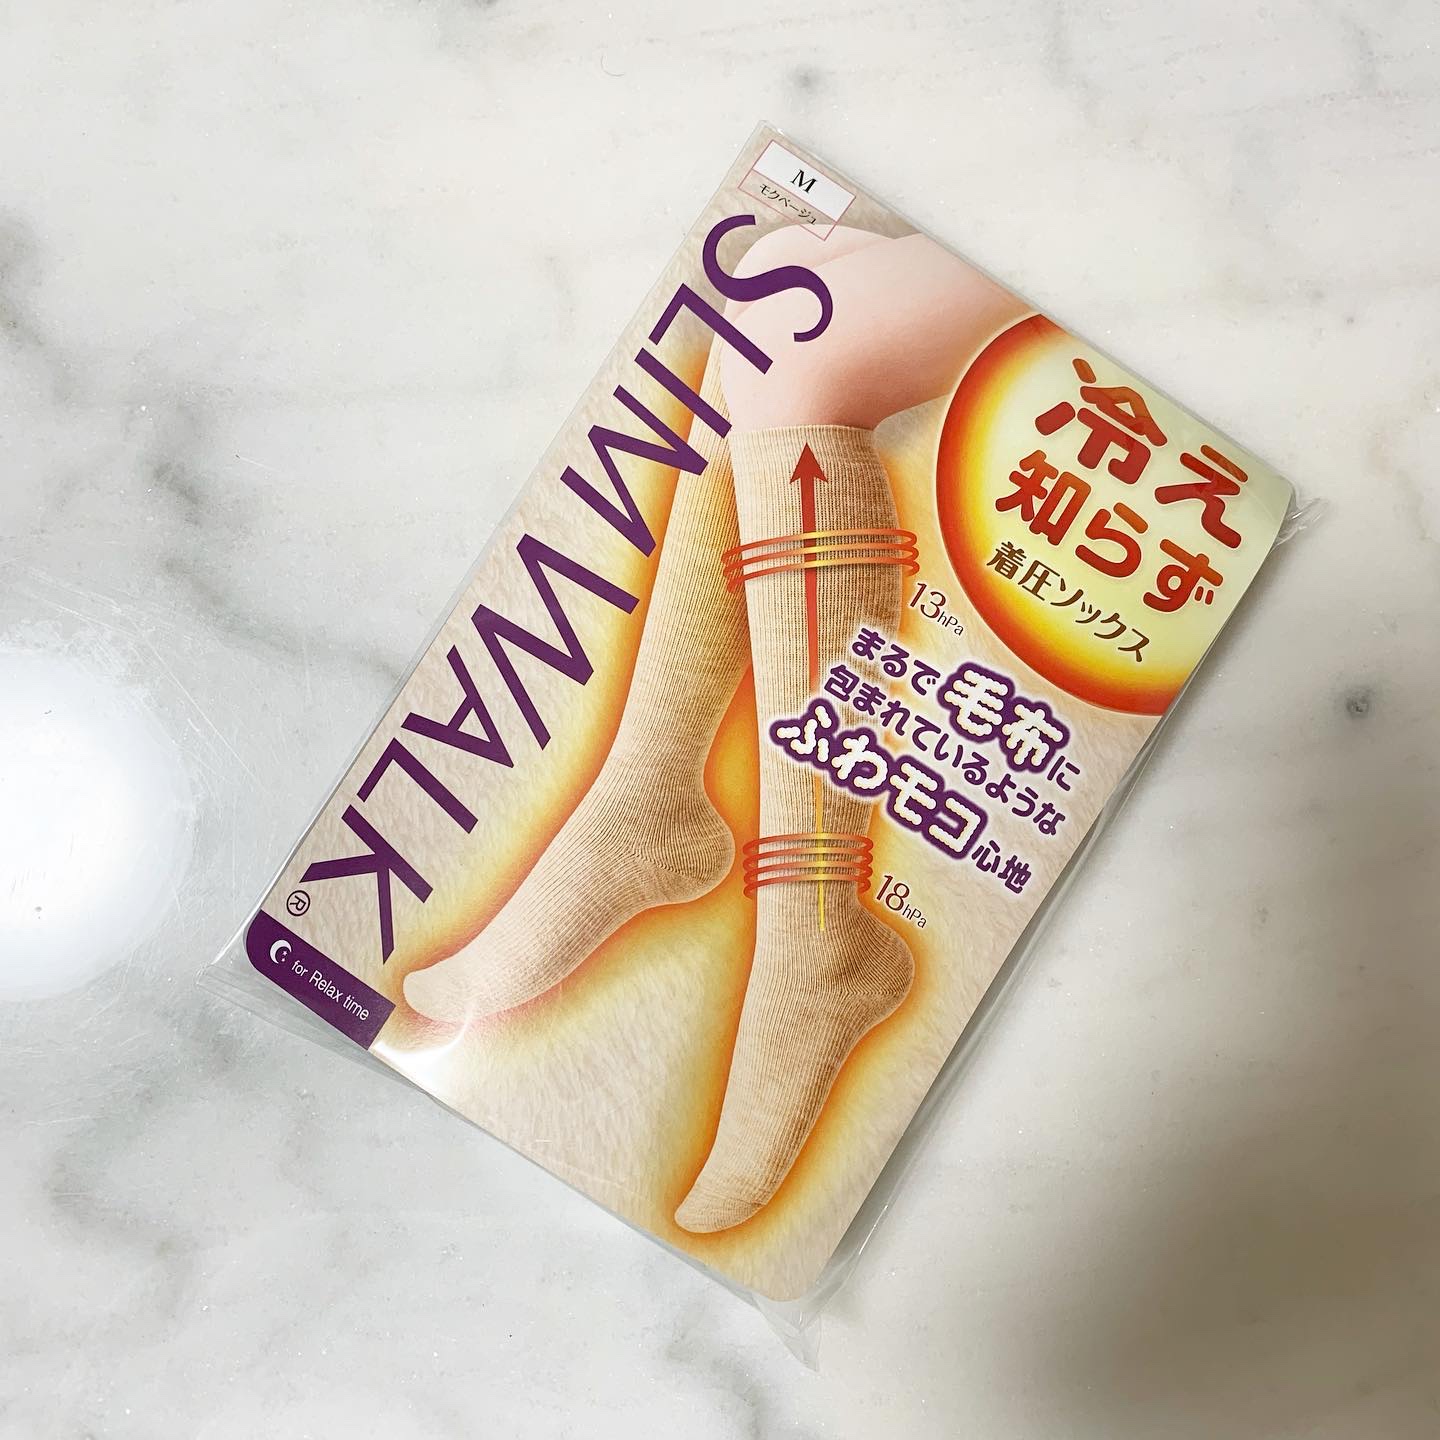 M
モクベージュ
SLIMWALK®
冷え
知らず
着圧ソックス
13hPa
まるで毛布に
包まれているような
ふわモコ心地
18hPa
for Relax time